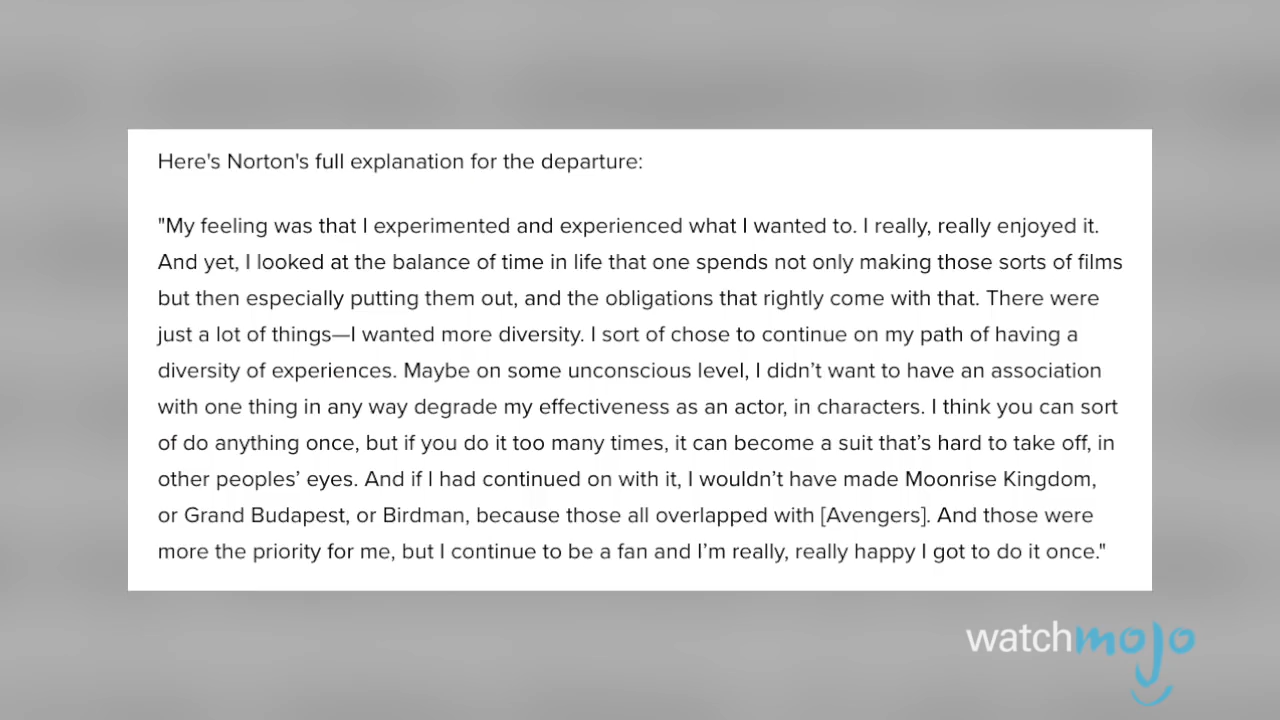 Here's Norton's full explanation for the departure:
"My feeling was that I experimented and experienced what I wanted to. I really, really enjoyed it.
And yet, I looked at the balance of time in life that one spends not only making those sorts of films
but then especially putting them out, and the obligations that rightly come with that. There were
just a lot of things—I wanted more diversity. I sort of chose to continue on my path of having a
diversity of experiences. Maybe on some unconscious level, I didn’t want to have an association
with one thing in any way degrade my effectiveness as an actor, in characters. I think you can sort
of do anything once, but if you do it too many times, it can become a suit that’s hard to take off, in
other peoples’ eyes. And if I had continued on with it, I wouldn’t have made Moonrise Kingdom,
or Grand Budapest, or Birdman, because those all overlapped with [Avengers]. And those were
more the priority for me, but I continue to be a fan and I’m really, really happy I got to do it once."
watchmojo